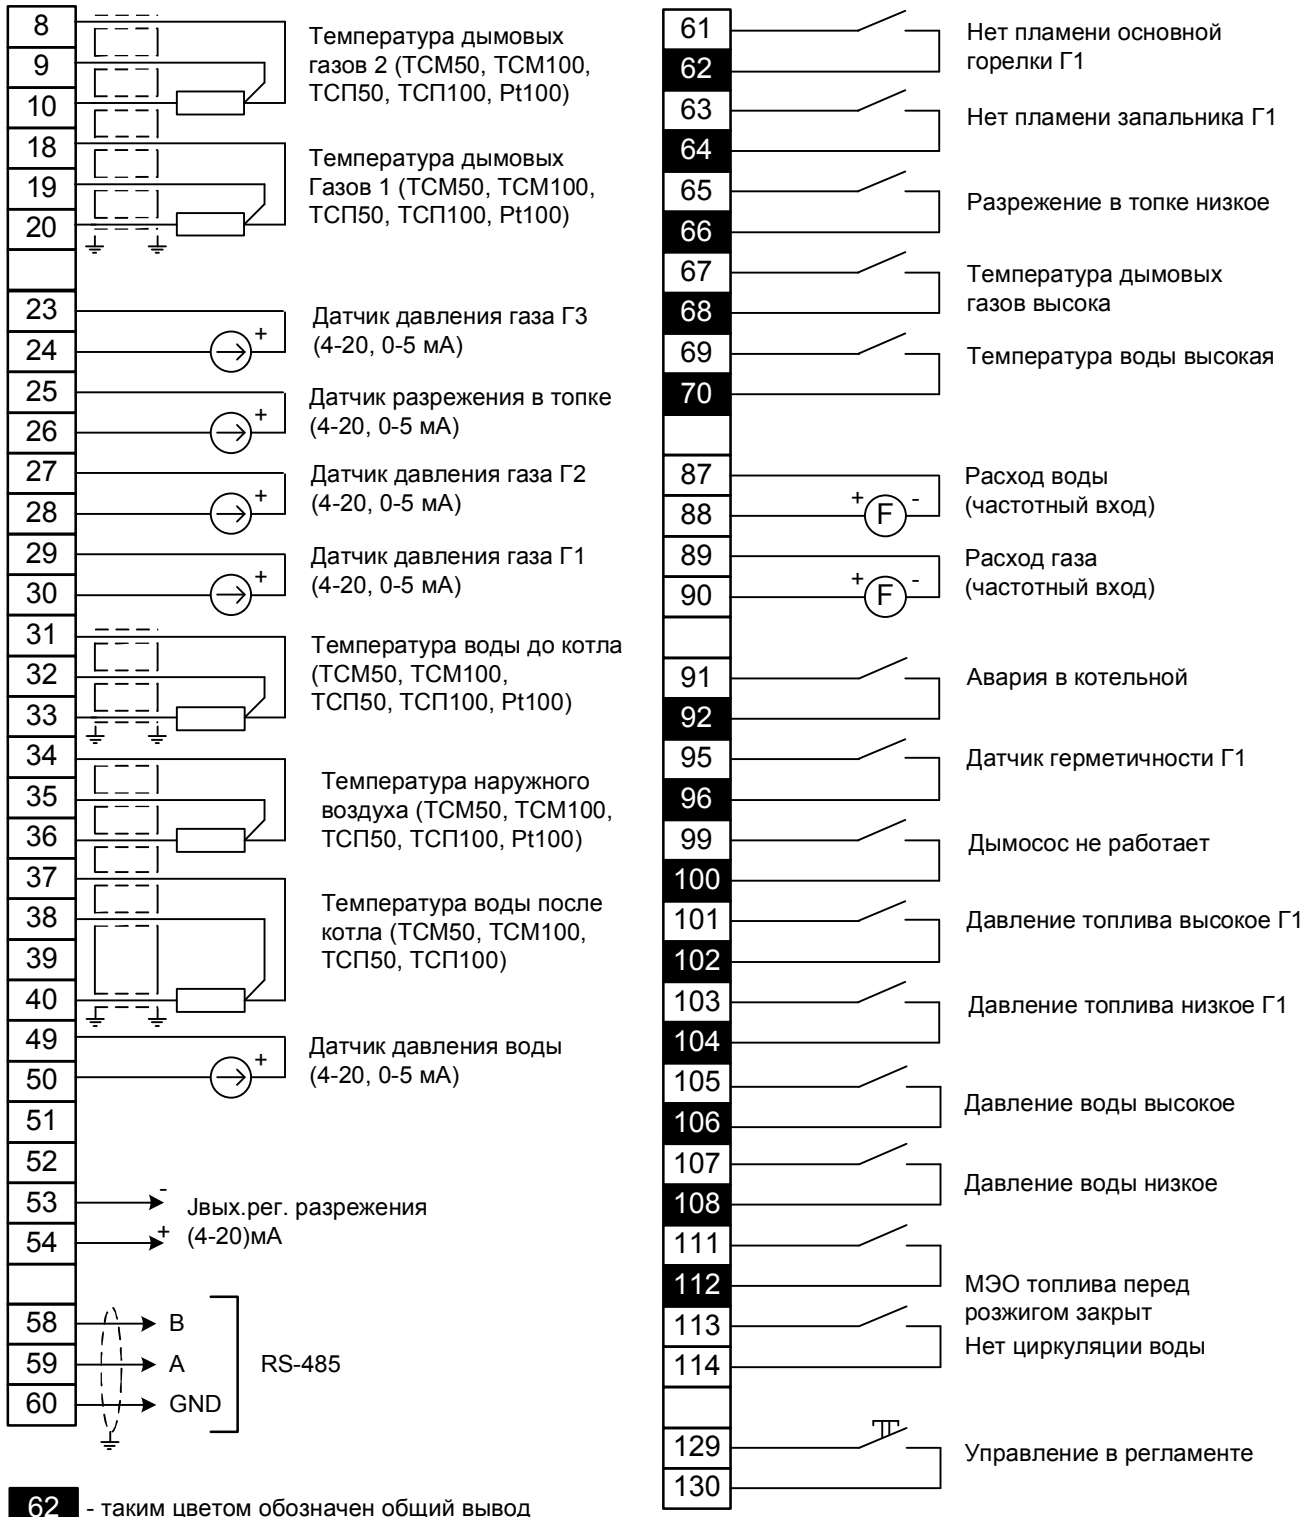 8
Температура дымовых
9
газов 2 (ТСМ50, ТСМ100,
ТСП50, ТСП100, Pt100)
10
18
Температура дымовых
19
Газов 1 (ТСМ50, ТСМ100,
ТСП50, ТСП100, Pt100)
20
23
Датчик давления газа Г3
+
24
(4-20, 0-5 мА)
25
Датчик разрежения в топке
+
26
(4-20, 0-5 мА)
27
Датчик давления газа Г2
+
28
(4-20, 0-5 мА)
29
Датчик давления газа Г1
+
30
(4-20, 0-5 мА)
31
Температура воды до котла
32
(ТСМ50, ТСМ100,
ТСП50, ТСП100, Pt100)
33
34
Температура наружного
35
воздуха (ТСМ50, ТСМ100,
36
ТСП50, ТСП100, Pt100)
37
Температура воды после
38
котла (ТСМ50, ТСМ100,
39
ТСП50, ТСП100)
40
49
Датчик давления воды
+
50
(4-20, 0-5 мА)
51
52
53
-
Jвых.рег. разрежения
54
+
(4-20)мА
58
B
59
A
RS-485
60
GND
62 - таким цветом обозначен общий вывод
61
Нет пламени основной
62
горелки Г1
63
Нет пламени запальника Г1
64
65
Разрежение в топке низкое
66
67
Температура дымовых
68
газов высока
69
Температура воды высокая
70
87
Расход воды
88
+ F -
(частотный вход)
89
Расход газа
90
+ F -
(частотный вход)
91
Авария в котельной
92
95
Датчик герметичности Г1
96
99
Дымосос не работает
100
101
Давление топлива высокое Г1
102
103
Давление топлива низкое Г1
104
105
Давление воды высокое
106
107
Давление воды низкое
108
111
112
МЭО топлива перед
розжигом закрыт
113
Нет циркуляции воды
114
129
Управление в регламенте
130